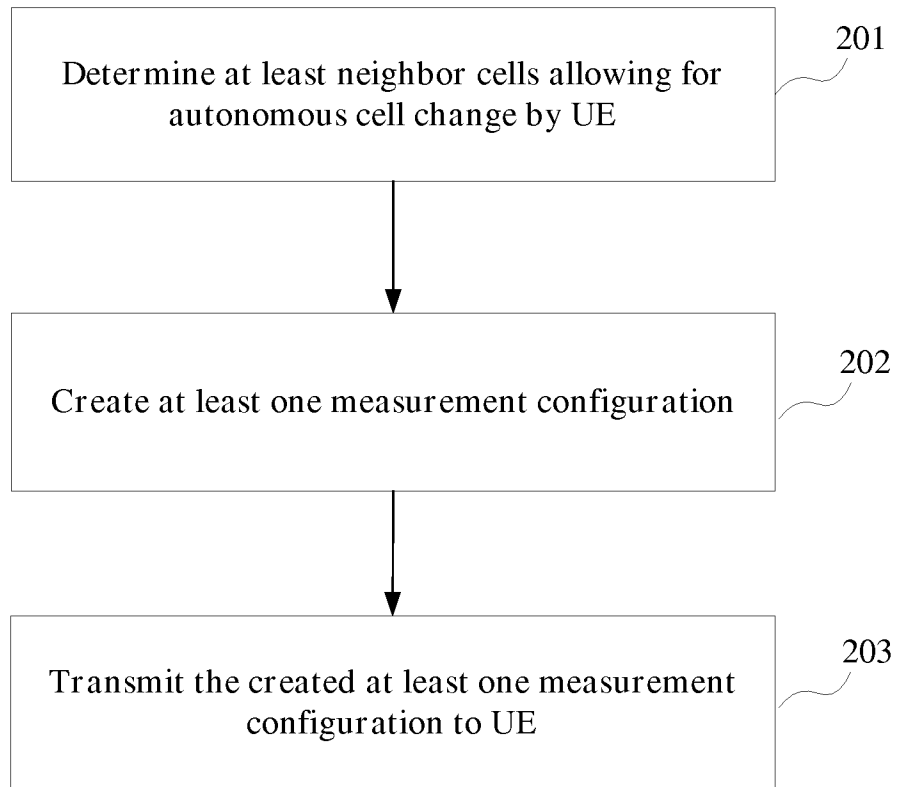 201
Determine at least neighbor cells allowing for
autonomous cell change by UE
202
Create at least one measurement configuration
203
Transmit the created at least one measurement
configuration to UE